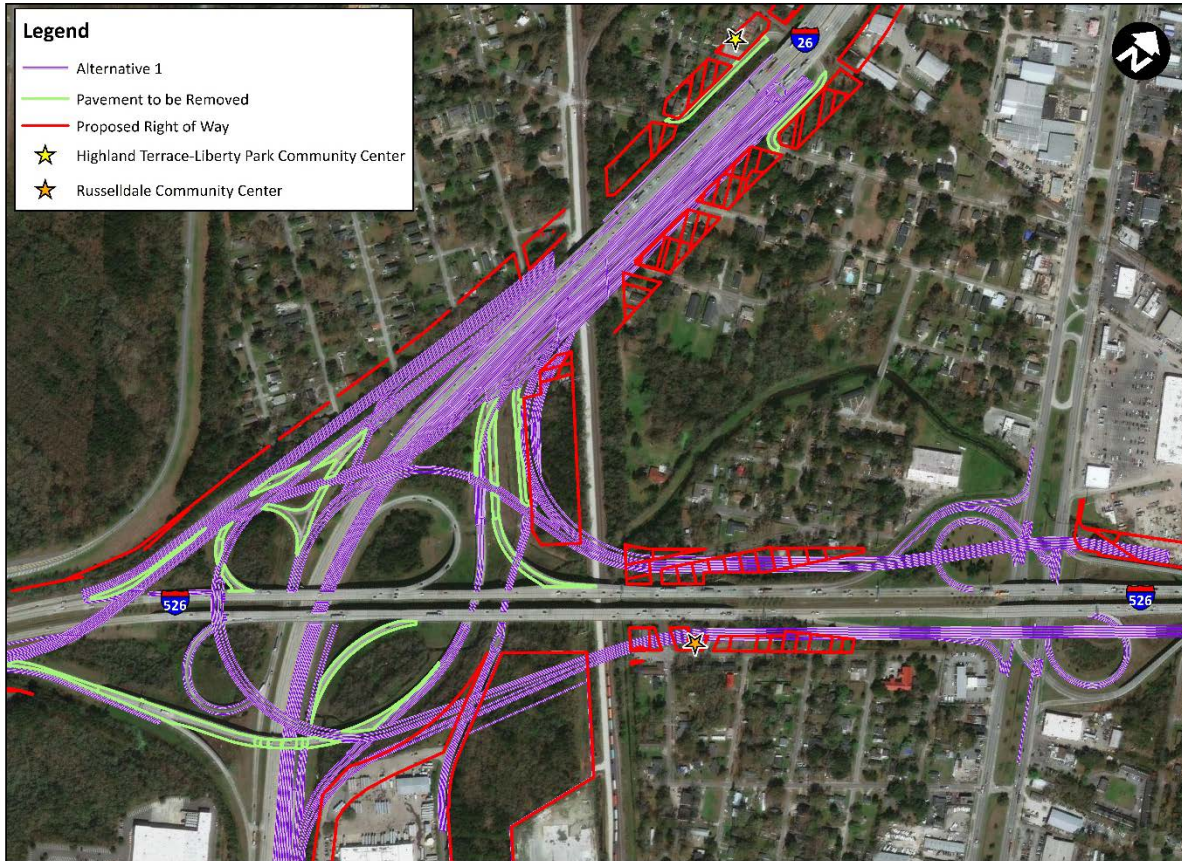 Legend
Alternative 1
Pavement to be Removed
Proposed Right of Way
Highland Terrace-Liberty Park Community Center
Russelldale Community Center
26
N
526
526